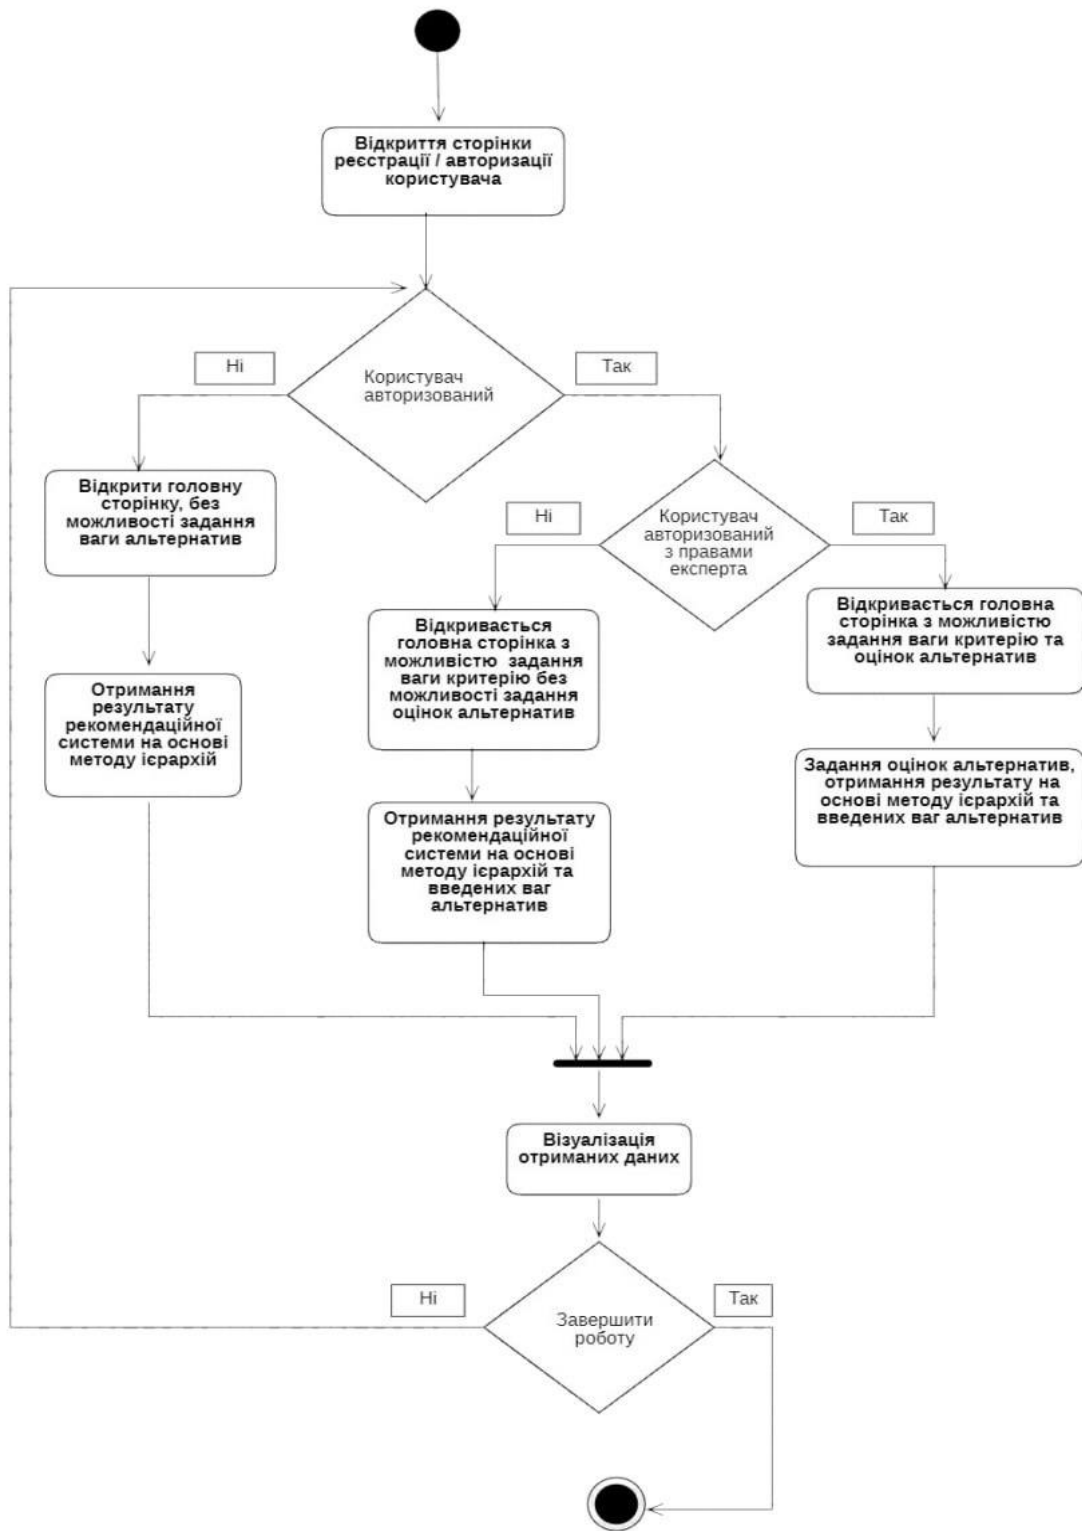 Відкриття сторінки
реєстрації / авторизації
користувача
Ні
Так
Користувач
авторизований
Відкрити головну
сторінку, без
можливості задання
ваги альтернатив
Ні
Так
Користувач
авторизований
з правами
експерта
Відкривається
головна сторінка з
можливістю задання
ваги критерію без
можливості задання
оцінок альтернатив
Відкривається головна
сторінка з можливістю
задання ваги критерію та
оцінок альтернатив
Отримання
результату
рекомендаційної
системи на основі
методу ієрархій
Отримання результату
рекомендаційної
системи на основі
методу ієрархій та
введених ваг
альтернатив
Задання оцінок альтернатив,
отримання результату на
основі методу ієрархій та
введених ваг альтернатив
Візуалізація
отриманих даних
Ні
Так
Завершити
роботу